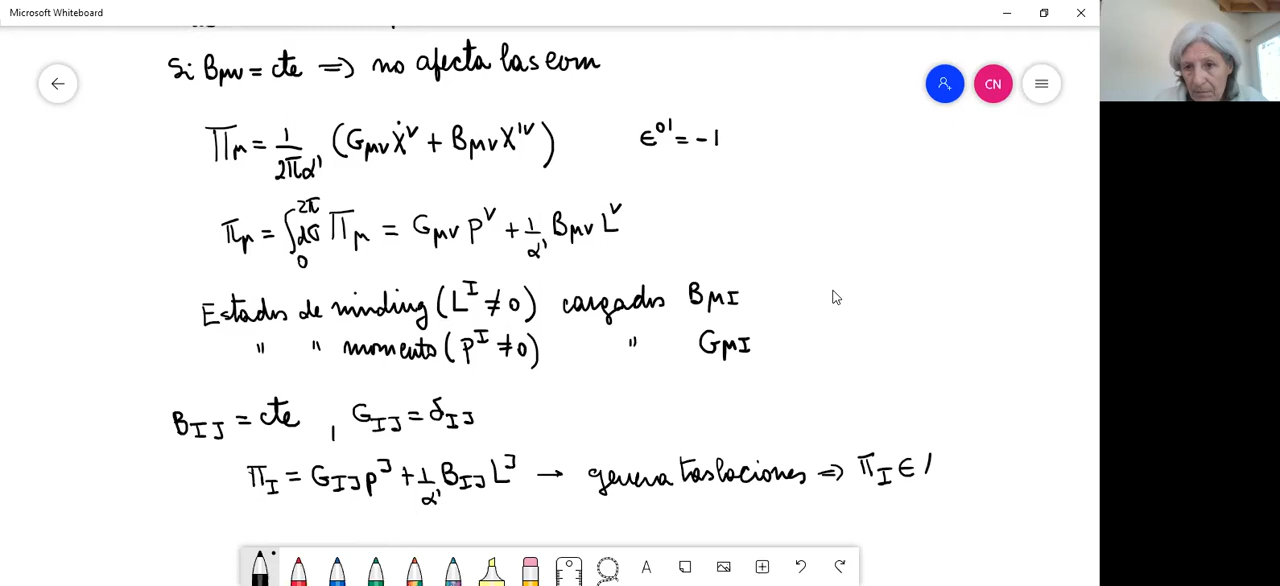 Microsoft Whiteboard
Si Bμν = cte ⟹ no afecta las eom
CN
Πμ = 1/2πα' (Gμν Ẋ^ν + Bμν X'^ν)    ε^01 = -1
πμ = ∫_0^2π dσ Πμ = Gμν p^ν + 1/α' Bμν L^ν
Estados de winding (L^I ≠ 0) cargados BμI
" " momento (p^I ≠ 0) " GμI
B_IJ = cte , G_IJ = δ_IJ
π_I = G_IJ p^J + 1/α' B_IJ L^J → genera traslaciones ⟹ π_I ∈
A